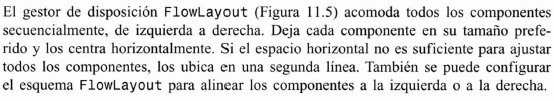 El gestor de disposición FlowLayout (Figura 11.5) acomoda todos los componentes
secuencialmente, de izquierda a derecha. Deja cada componente en su tamaño prefe-
rido y los centra horizontalmente. Si el espacio horizontal no es suficiente para ajustar
todos los componentes, los ubica en una segunda línea. También se puede configurar
el esquema FlowLayout para alinear los componentes a la izquierda o a la derecha.